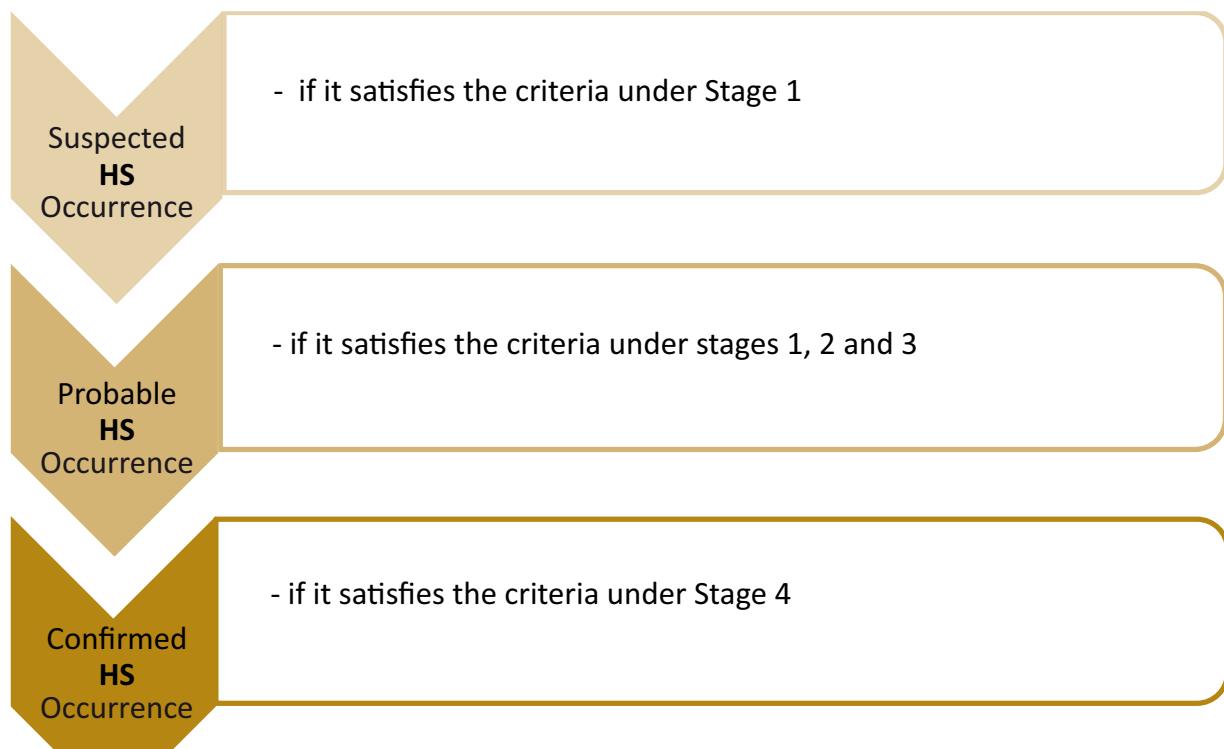 Suspected
HS
Occurrence
- if it satisfies the criteria under Stage 1
Probable
HS
Occurrence
- if it satisfies the criteria under stages 1, 2 and 3
Confirmed
HS
Occurrence
- if it satisfies the criteria under Stage 4